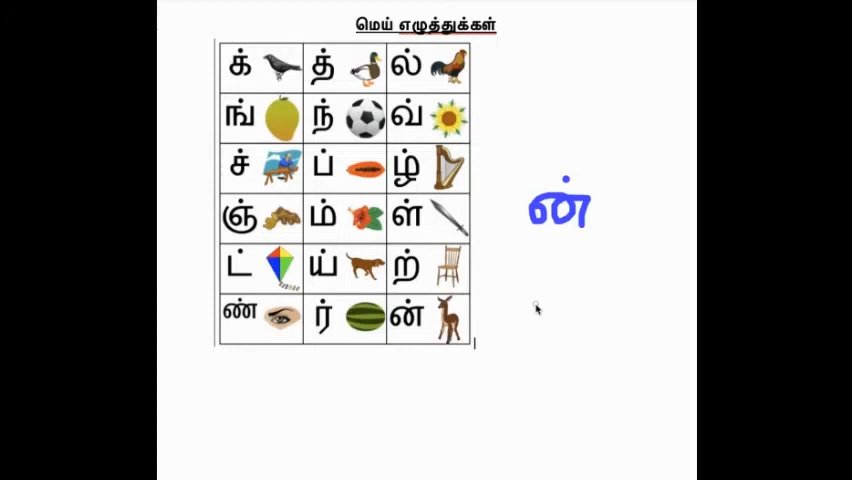 மெய் எழுத்துக்கள்
க் த் ல்
ங் ந் வ்
ச் ப் ழ்
ஞ் ம் ள்
ட் ய் ற்
ண் ர் ன்
ன்